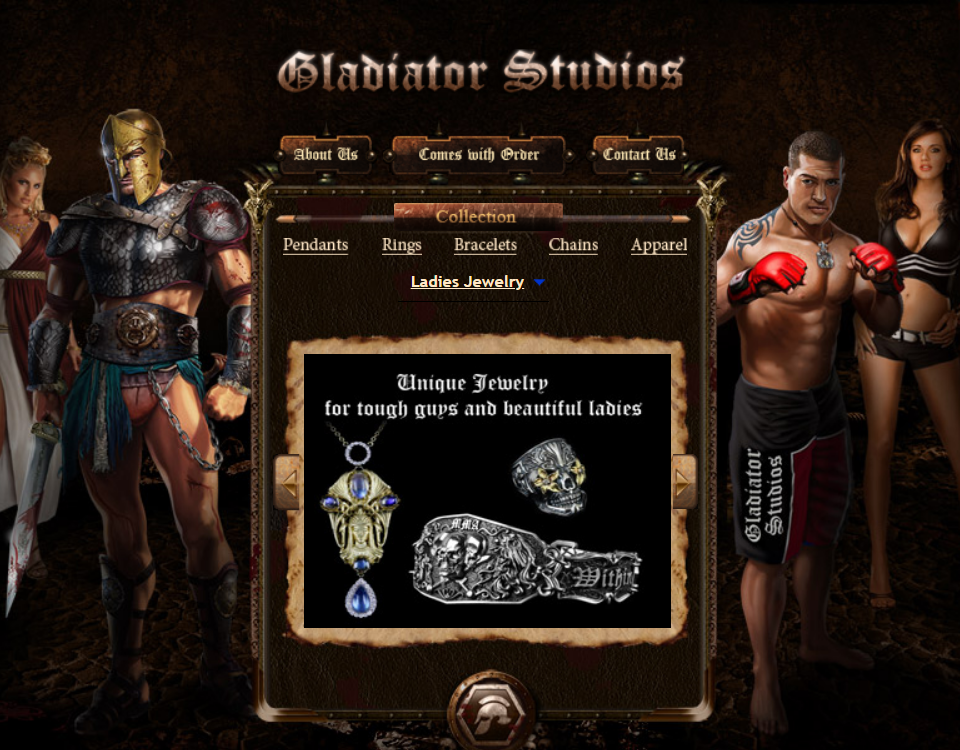 Gladiator Studios
About Us
Comes with Order
Contact Us
Collection
Pendants Rings Bracelets Chains Apparel
Ladies Jewelry
Unique Jewelry
for tough guys and beautiful ladies
MMA
Within
Gladiator
Studios